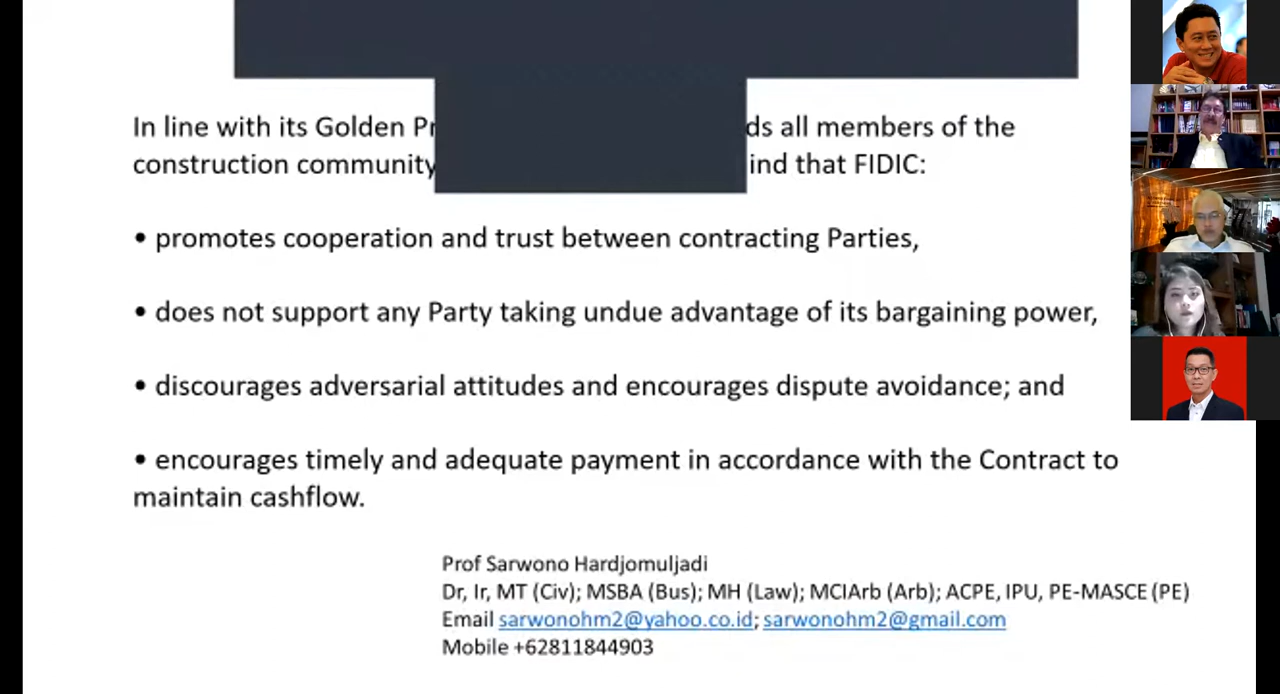 In line with its Golden all members of the
construction community that FIDIC:
• promotes cooperation and trust between contracting Parties,
• does not support any Party taking undue advantage of its bargaining power,
• discourages adversarial attitudes and encourages dispute avoidance; and
• encourages timely and adequate payment in accordance with the Contract to
maintain cashflow.
Prof Sarwono Hardjomuljadi
Dr, Ir, MT (Civ); MSBA (Bus); MH (Law); MCIArb (Arb); ACPE, IPU, PE-MASCE (PE)
Email sarwonohm2@yahoo.co.id; sarwonohm2@gmail.com
Mobile +62811844903